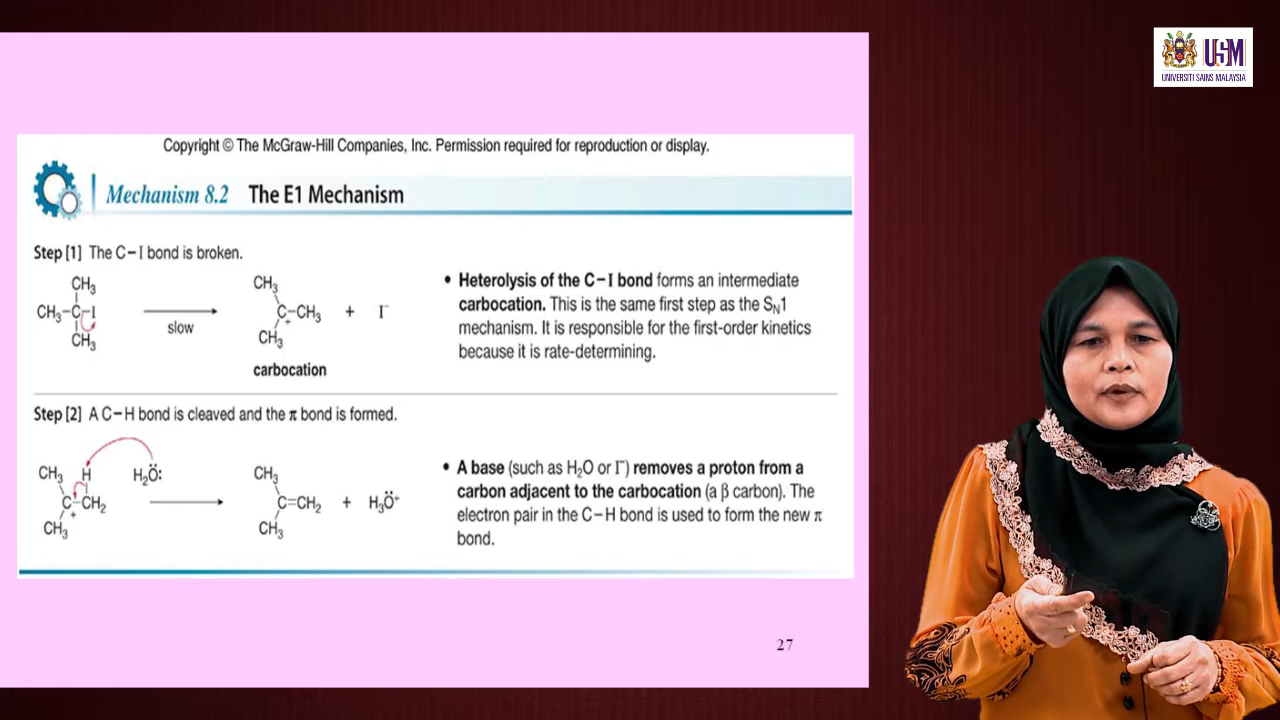 USM
UNIVERSITI SAINS MALAYSIA
Copyright © The McGraw-Hill Companies, Inc. Permission required for reproduction or display.
Mechanism 8.2 The E1 Mechanism
Step [1] The C–I bond is broken.
CH₃
CH₃–C–I
CH₃
slow
CH₃
C–CH₃ + I⁻
+
CH₃
carbocation
• Heterolysis of the C–I bond forms an intermediate
carbocation. This is the same first step as the Sɴ1
mechanism. It is responsible for the first-order kinetics
because it is rate-determining.
Step [2] A C–H bond is cleaved and the π bond is formed.
CH₃ H H₂Ö:
C–CH₂
+
CH₃
CH₃
C=CH₂ + H₃Ö⁺
CH₃
• A base (such as H₂O or I⁻) removes a proton from a
carbon adjacent to the carbocation (a β carbon). The
electron pair in the C–H bond is used to form the new π
bond.
27